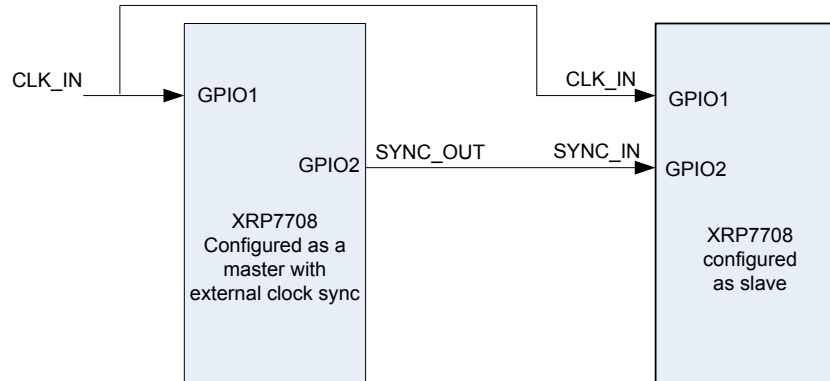 CLK_IN
GPIO1
GPIO2
SYNC_OUT
XRP7708
Configured as a
master with
external clock sync
CLK_IN
SYNC_IN
GPIO1
GPIO2
XRP7708
configured
as slave